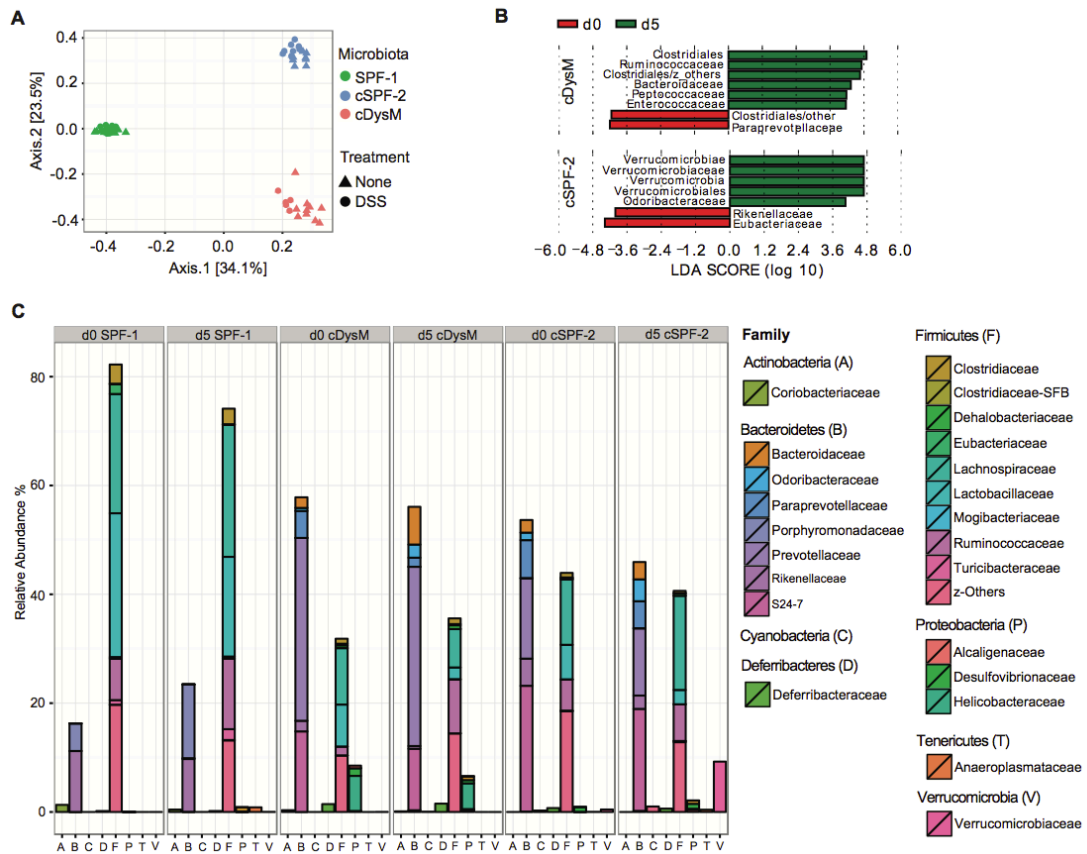 A
Axis.2 [23.5%]
0.4
0.2
0.0
-0.2
-0.4
-0.4
-0.2
0.0
0.2
Axis.1 [34.1%]
Microbiota
SPF-1
cSPF-2
cDysM
Treatment
None
DSS
B
d0 d5
cDysM
Clostridiales
Ruminococcaceae
Clostridiales/z_others
Bacteroidaceae
Peptococcaceae
Enterococcaceae
Clostridiales/other
Paraprevotellaceae
cSPF-2
Verrucomicrobiae
Verrucomicrobiaceae
Verrucomicrobia
Verrucomicrobiales
Odoribacteraceae
Rikenellaceae
Eubacteriaceae
−6.0 −4.8 −3.6 −2.4 −1.2 0.0 1.2 2.4 3.6 4.8 6.0
LDA SCORE (log 10)
C
d0 SPF-1 d5 SPF-1 d0 cDysM d5 cDysM d0 cSPF-2 d5 cSPF-2
Relative Abundance %
80
60
40
20
0
A B C D F P T V A B C D F P T V A B C D F P T V A B C D F P T V A B C D F P T V A B C D F P T V
Family
Actinobacteria (A)
Coriobacteriaceae
Bacteroidetes (B)
Bacteroidaceae
Odoribacteraceae
Paraprevotellaceae
Porphyromonadaceae
Prevotellaceae
Rikenellaceae
S24-7
Cyanobacteria (C)
Deferribacteres (D)
Deferribacteraceae
Firmicutes (F)
Clostridiaceae
Clostridiaceae-SFB
Dehalobacteriaceae
Eubacteriaceae
Lachnospiraceae
Lactobacillaceae
Mogibacteriaceae
Ruminococcaceae
Turicibacteraceae
z-Others
Proteobacteria (P)
Alcaligenaceae
Desulfovibrionaceae
Helicobacteraceae
Tenericutes (T)
Anaeroplasmataceae
Verrucomicrobia (V)
Verrucomicrobiaceae